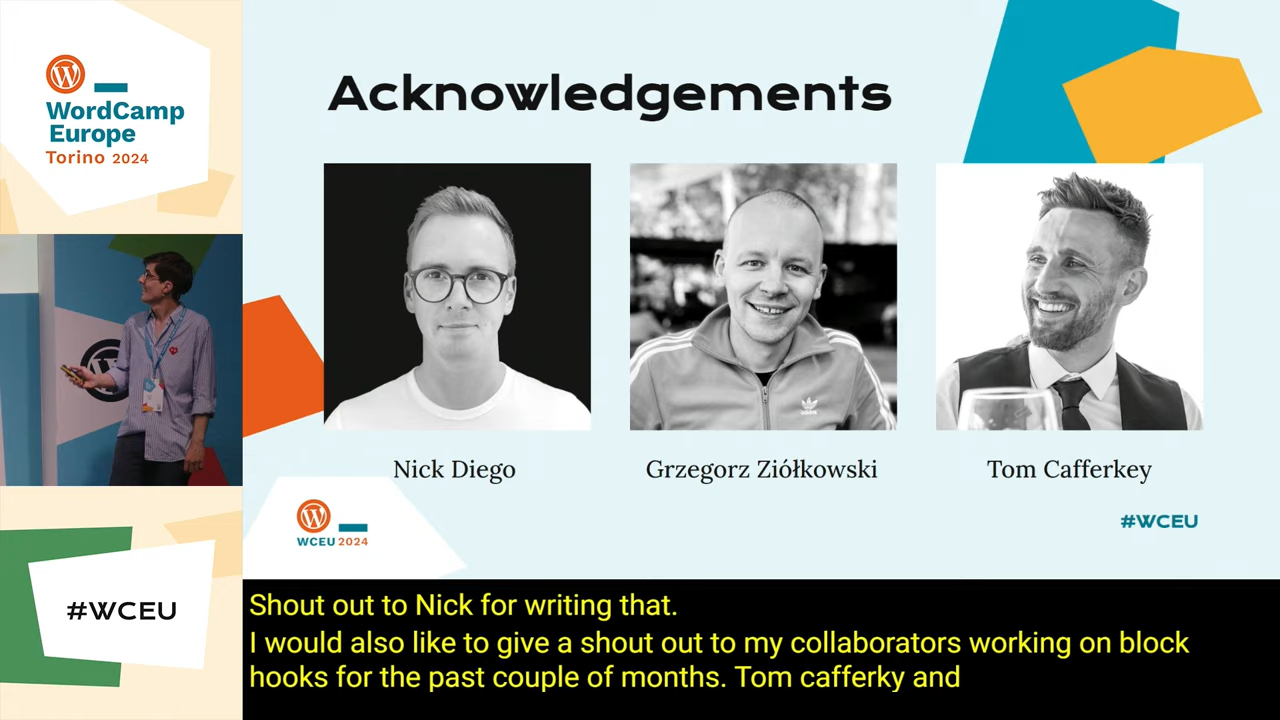 WordCamp
Europe
Torino 2024
Acknowledgements
Nick Diego
Grzegorz Ziółkowski
Tom Cafferkey
WCEU 2024
#WCEU
#WCEU
Shout out to Nick for writing that.
I would also like to give a shout out to my collaborators working on block
hooks for the past couple of months. Tom cafferky and